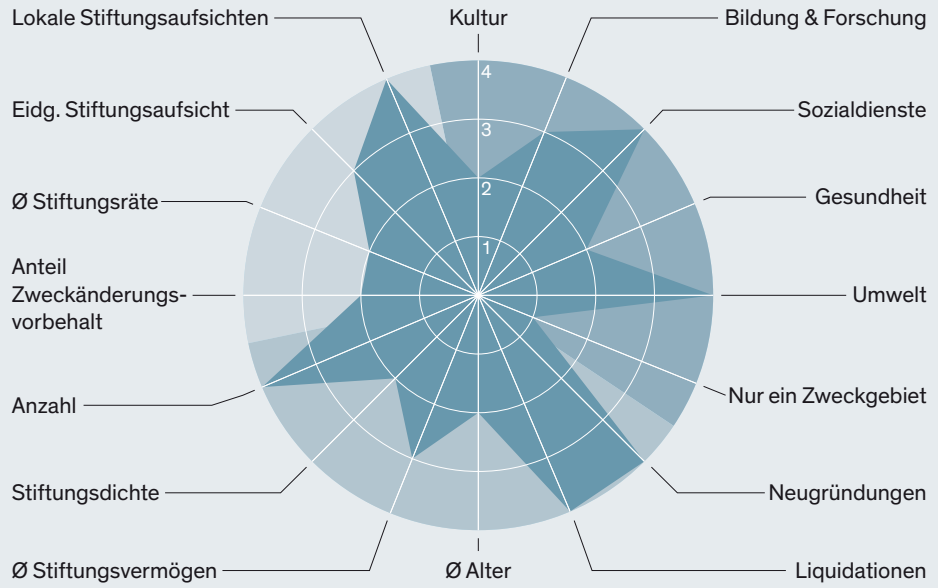 Lokale Stiftungsaufsichten
Kultur
Bildung & Forschung
Eidg. Stiftungsaufsicht
Sozialdienste
Ø Stiftungsräte
Gesundheit
Anteil
Zweckänderungs-
vorbehalt
Umwelt
Anzahl
Nur ein Zweckgebiet
Stiftungsdichte
Neugründungen
Ø Stiftungsvermögen
Ø Alter
Liquidationen
4
3
2
1